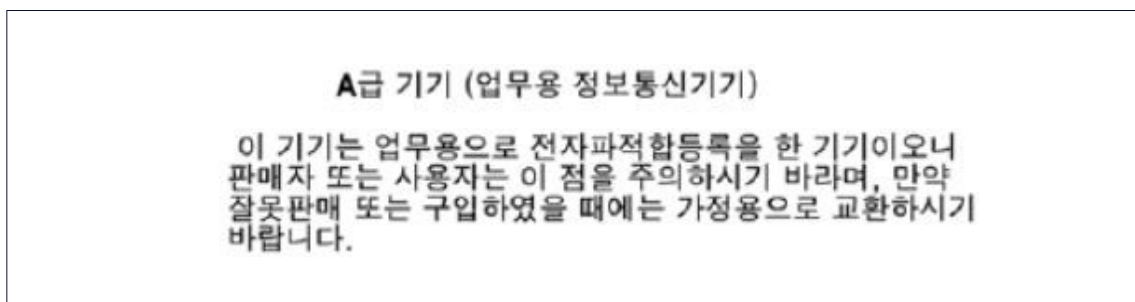 A급 기기 (업무용 정보통신기기)
이 기기는 업무용으로 전자파적합등록을 한 기기이오니
판매자 또는 사용자는 이 점을 주의하시기 바라며, 만약
잘못판매 또는 구입하였을 때에는 가정용으로 교환하시기
바랍니다.